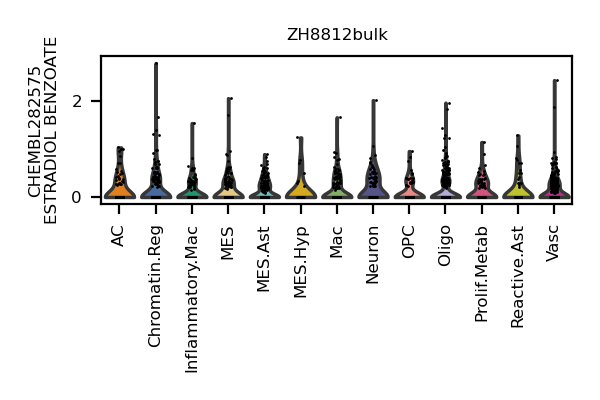 ZH8812bulk
CHEMBL282575
ESTRADIOL BENZOATE
2
0
AC
Chromatin.Reg
Inflammatory.Mac
MES
MES.Ast
MES.Hyp
Mac
Neuron
OPC
Oligo
Prolif.Metab
Reactive.Ast
Vasc